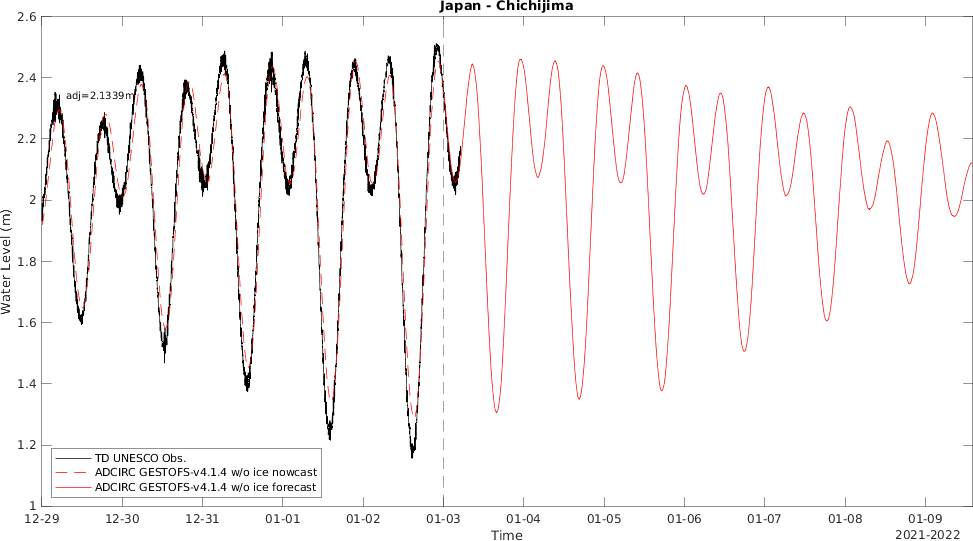 Japan - Chichijima
2.6
2.4
2.2
2
1.8
1.6
1.4
1.2
1
Water Level (m)
adj=2.1339m
TD UNESCO Obs.
ADCIRC GESTOFS-v4.1.4 w/o ice nowcast
ADCIRC GESTOFS-v4.1.4 w/o ice forecast
12-29 12-30 12-31 01-01 01-02 01-03 01-04 01-05 01-06 01-07 01-08 01-09
Time
2021-2022